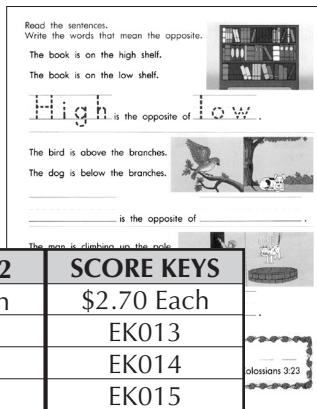 Read the sentences.
Write the words that mean the opposite.
The book is on the high shelf.
The book is on the low shelf.
High is the opposite of low.
The bird is above the branches.
The dog is below the branches.
is the opposite of .
The man is climbing up the pole
2 SCORE KEYS
$2.70 Each
EK013
EK014
EK015
olossians 3:23